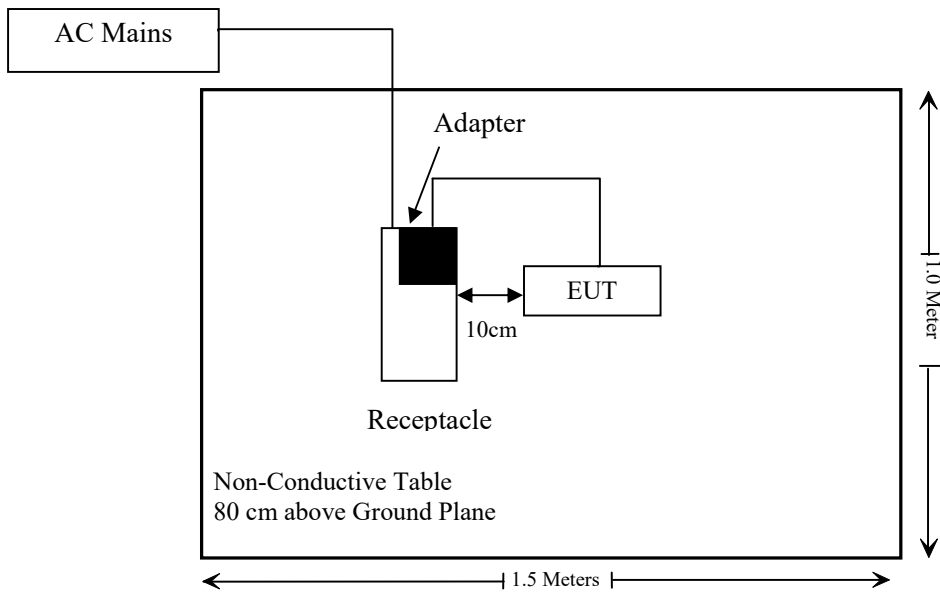 AC Mains
Adapter
EUT
10cm
1.0 Meter
Receptacle
Non-Conductive Table
80 cm above Ground Plane
1.5 Meters